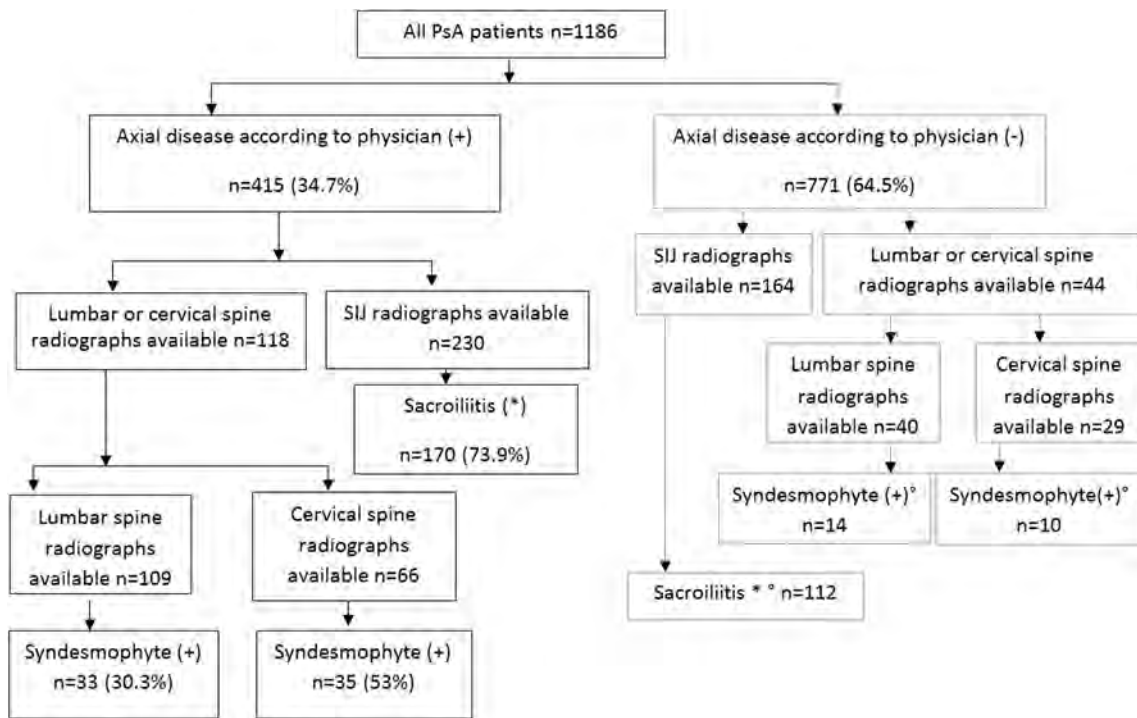 All PsA patients n=1186
Axial disease according to physician (+)
n=415 (34.7%)
Axial disease according to physician (-)
n=771 (64.5%)
Lumbar or cervical spine
radiographs available n=118
SIJ radiographs available
n=230
Sacroiliitis (*)
n=170 (73.9%)
Lumbar spine
radiographs
available n=109
Cervical spine
radiographs
available n=66
Syndesmophyte (+)
n=33 (30.3%)
Syndesmophyte (+)
n=35 (53%)
SIJ radiographs
available n=164
Lumbar or cervical spine
radiographs available n=44
Lumbar spine
radiographs
available n=40
Cervical spine
radiographs
available n=29
Syndesmophyte (+)°
n=14
Syndesmophyte(+)°
n=10
Sacroiliitis * ° n=112